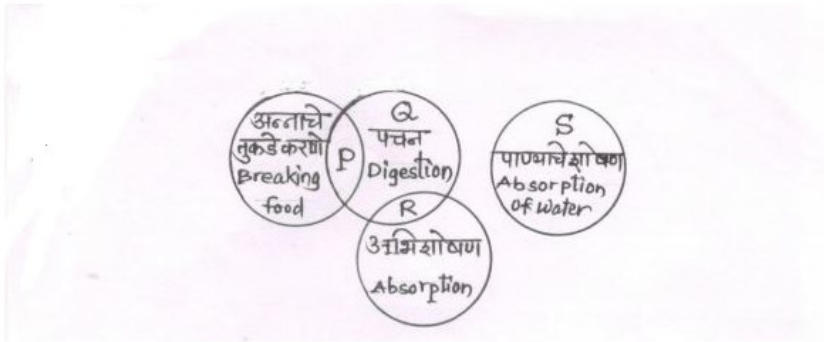 अन्नाचे
तुकडे करणे
Breaking
food
P
Q
पचन
Digestion
R
अभिशोषण
Absorption
S
पाण्याचे शोषण
Absorption
of water